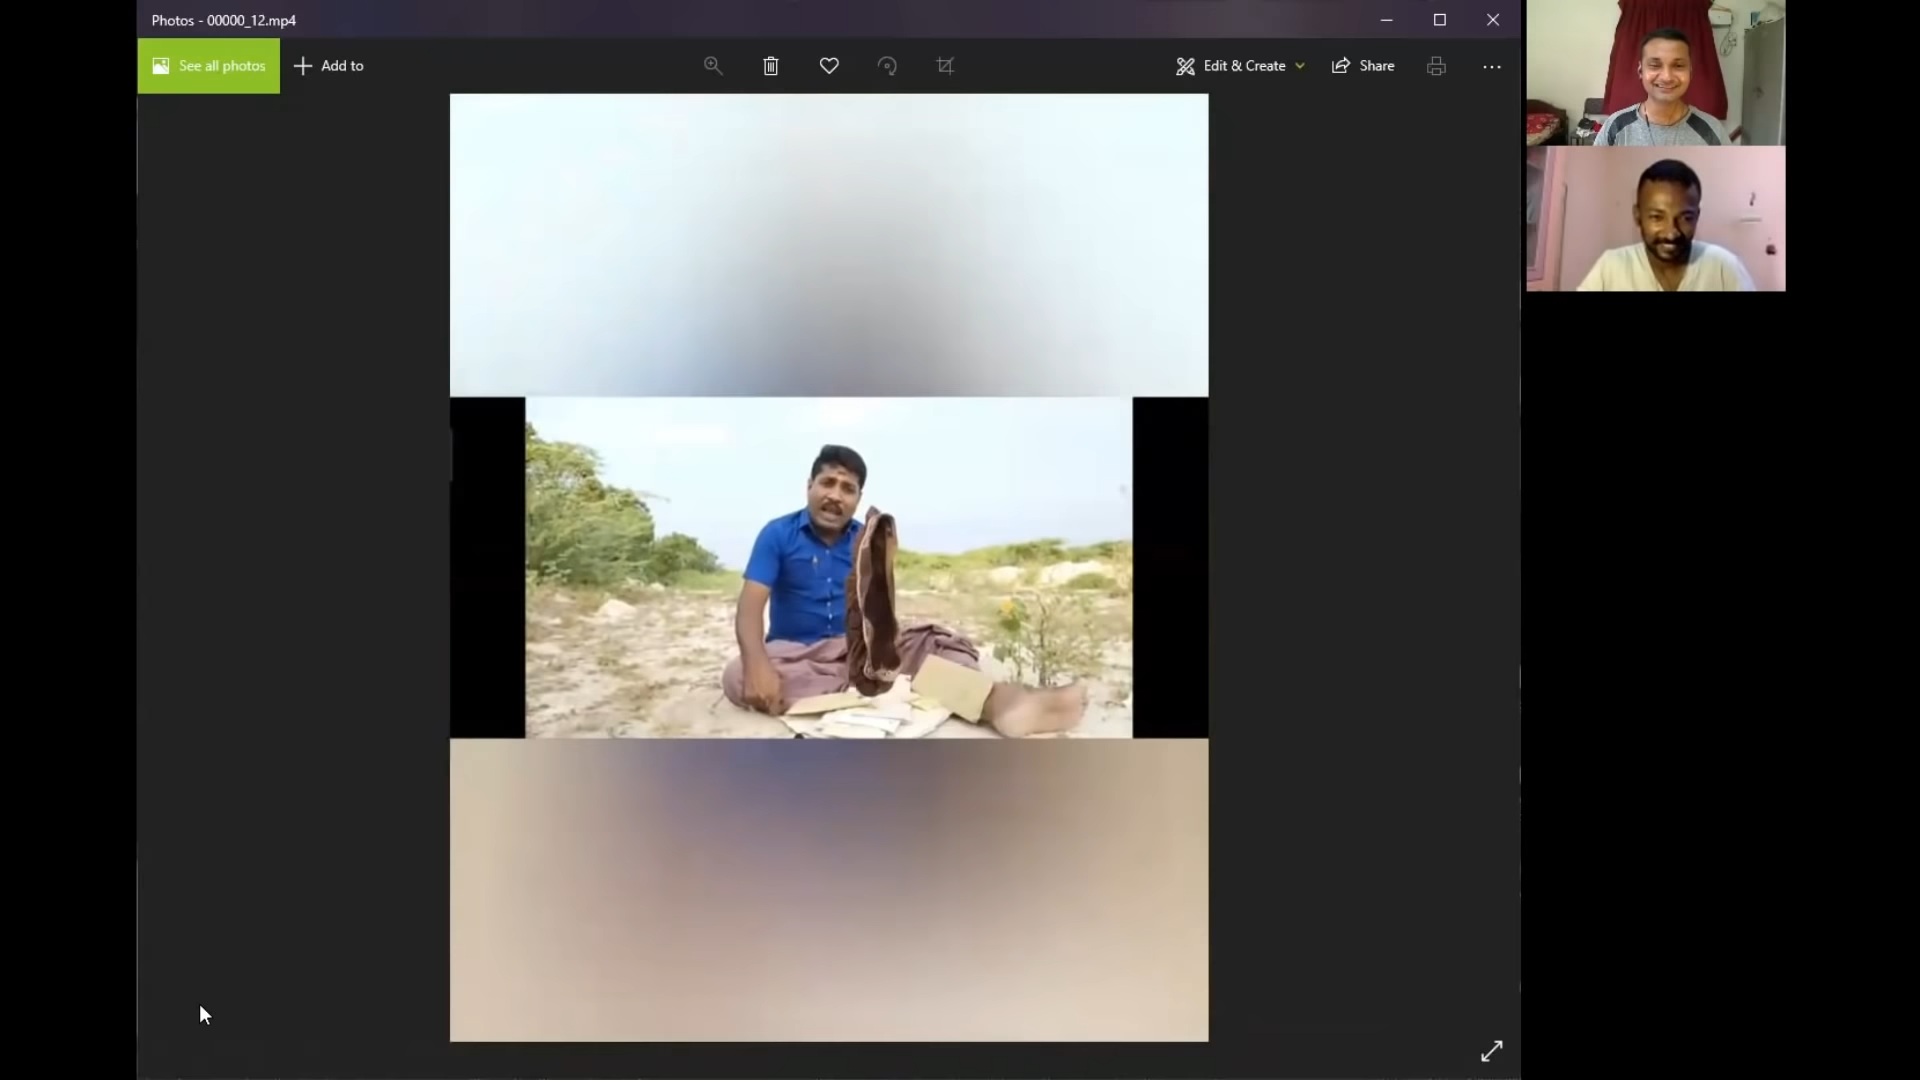 Photos - 00000_12.mp4
See all photos
Add to
Edit & Create
Share